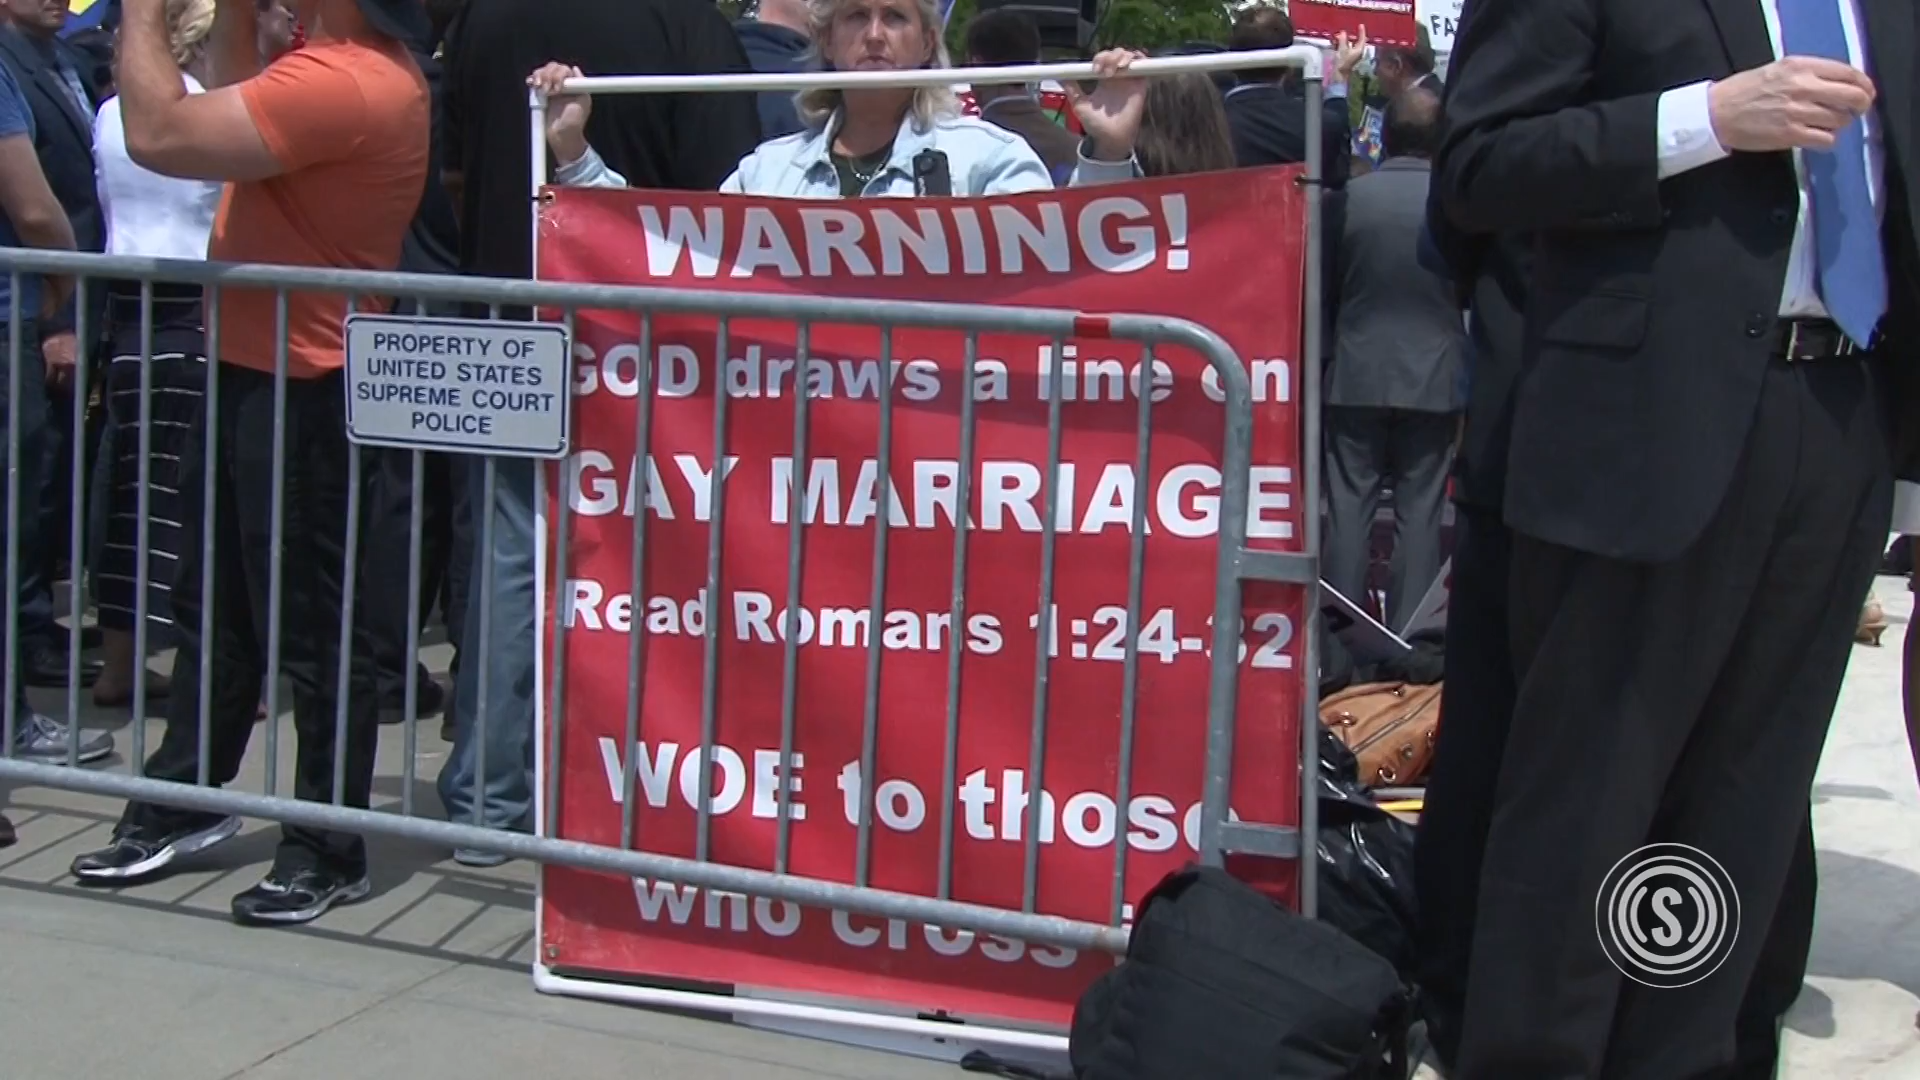 WARNING!
GOD draws a line on
GAY MARRIAGE
Read Romans 1:24-32
WOE to those
who cross
PROPERTY OF
UNITED STATES
SUPREME COURT
POLICE
FA
S